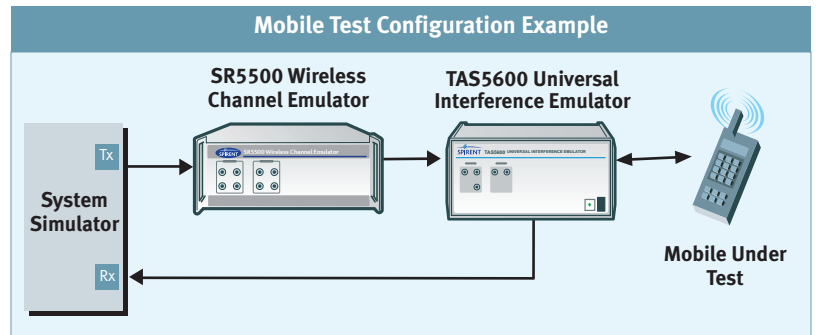 Mobile Test Configuration Example
SR5500 Wireless
Channel Emulator
TAS5600 Universal
Interference Emulator
SPIRENT SR5500 Wireless Channel Emulator
SPIRENT TAS5600 UNIVERSAL INTERFERENCE EMULATOR
Tx
System
Simulator
Rx
Mobile Under
Test